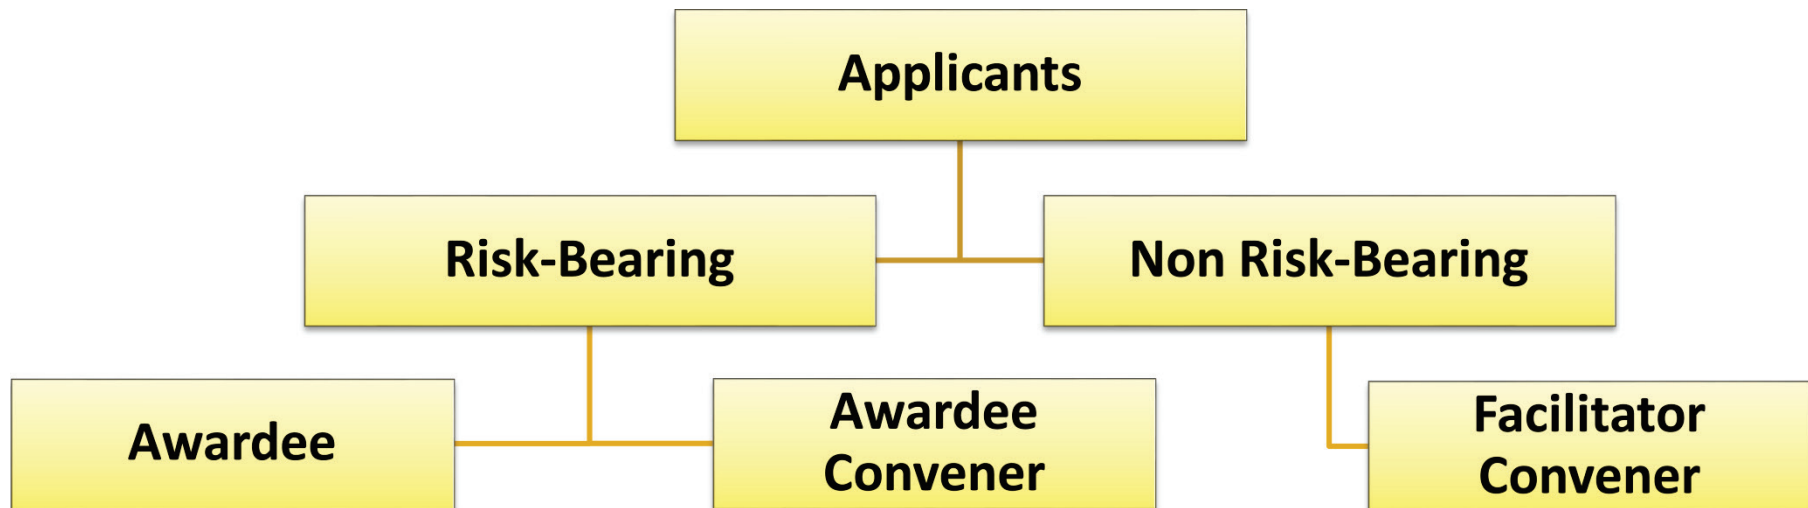 Applicants
Risk-Bearing
Non Risk-Bearing
Awardee
Awardee
Convener
Facilitator
Convener